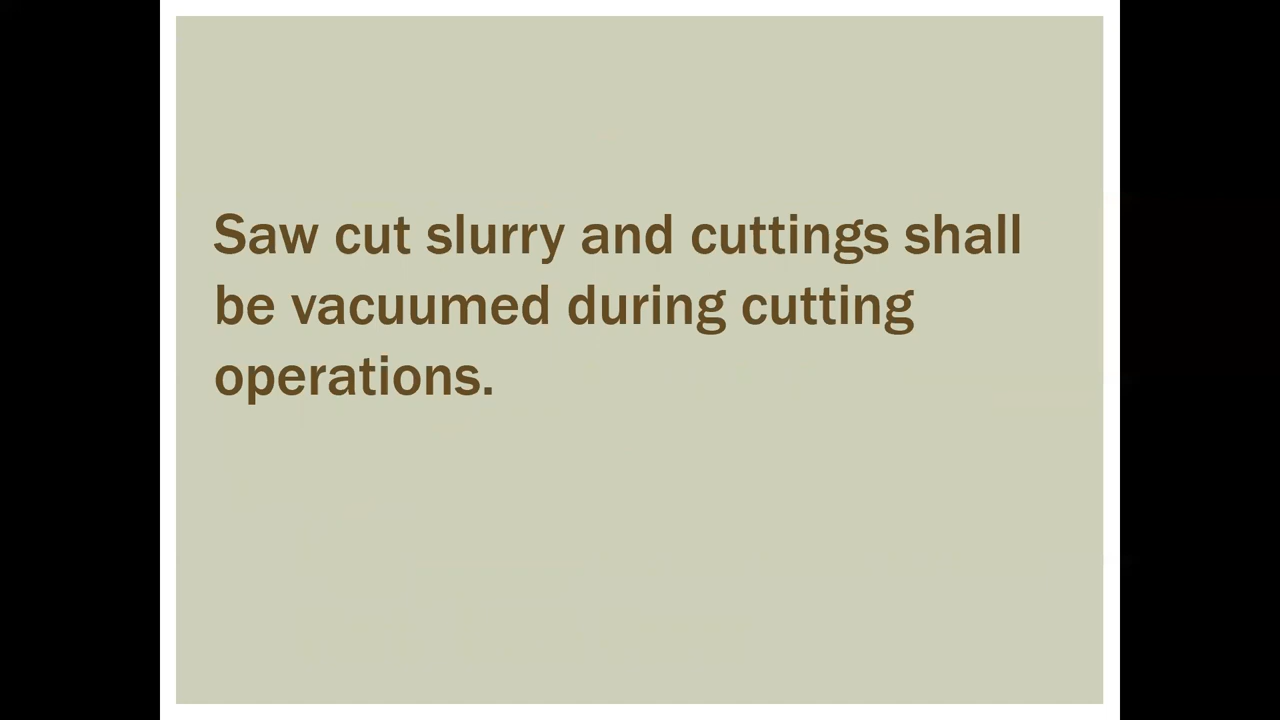 Saw cut slurry and cuttings shall
be vacuumed during cutting
operations.